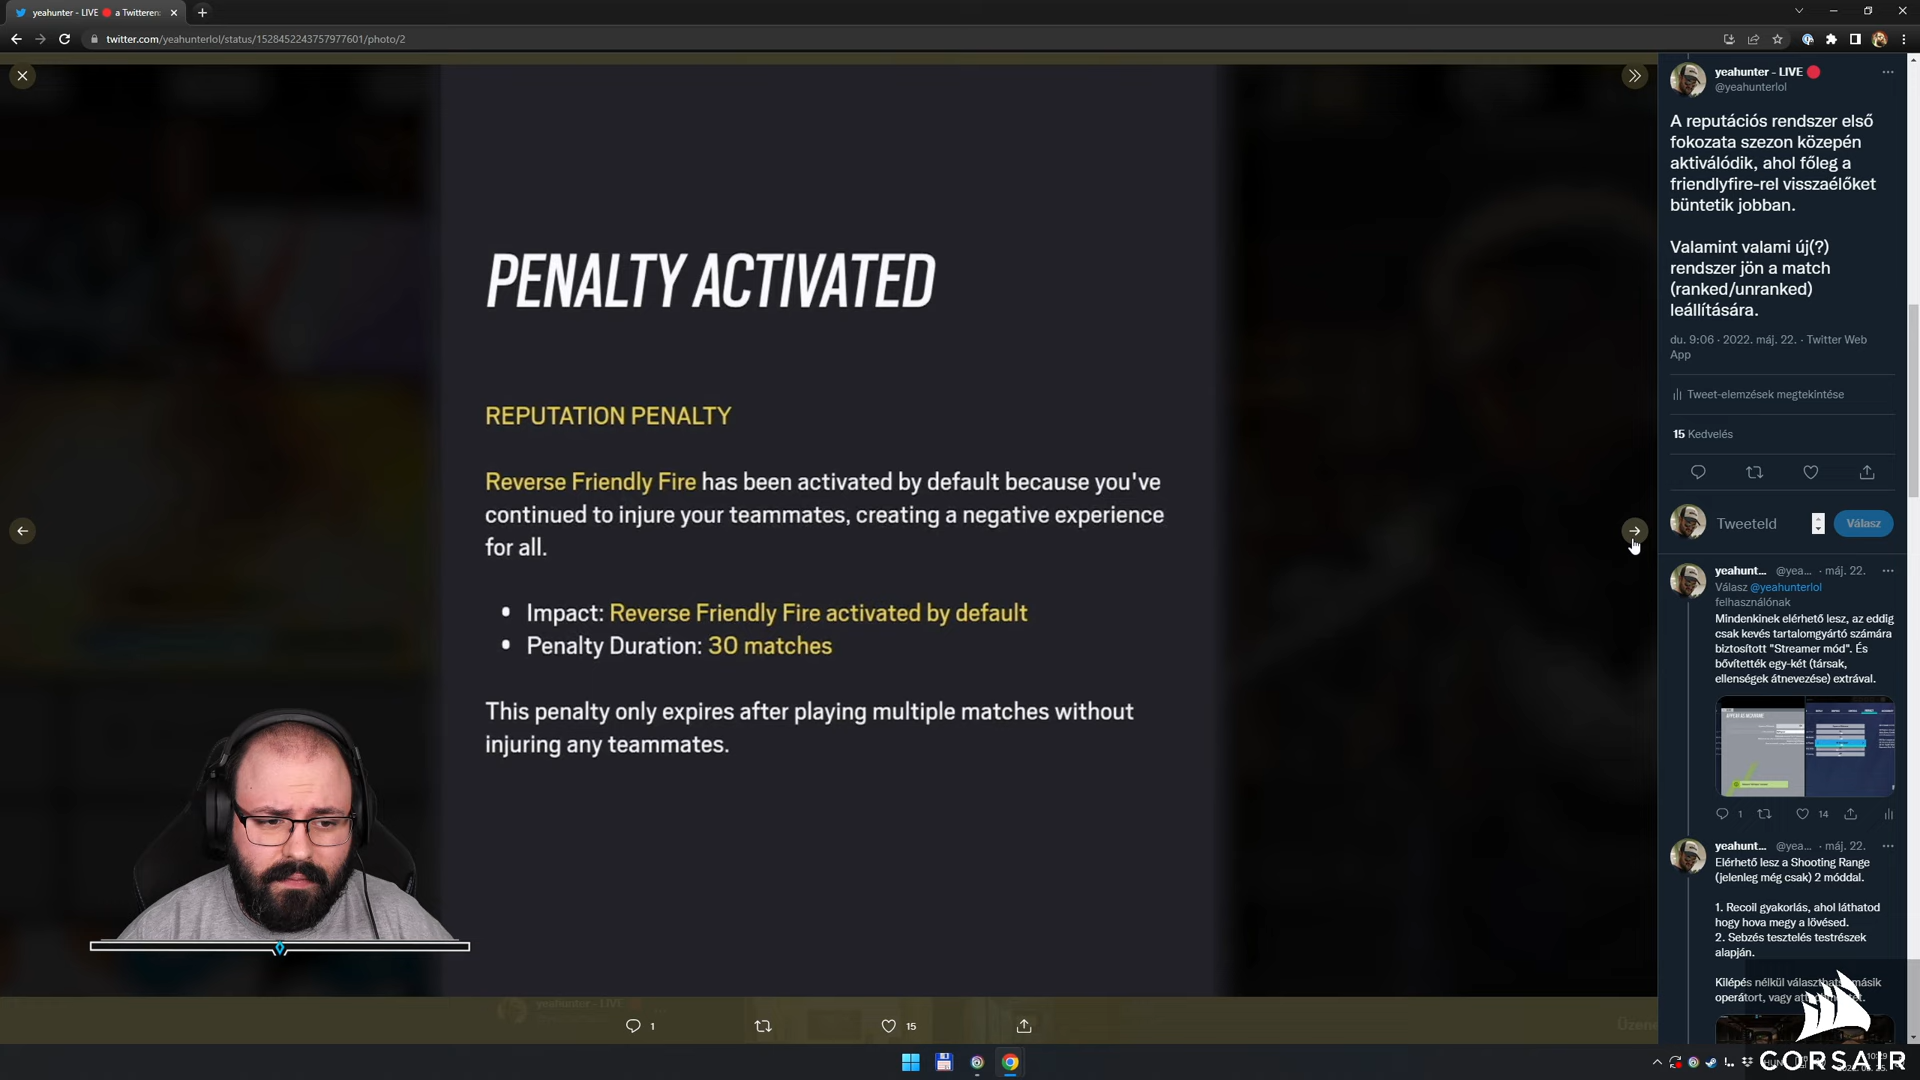 yeahunter - LIVE 🔴 a Twitteren:
twitter.com/yeahunterlol/status/1528452243757977601/photo/2
PENALTY ACTIVATED
REPUTATION PENALTY
Reverse Friendly Fire has been activated by default because you've
continued to injure your teammates, creating a negative experience
for all.
• Impact: Reverse Friendly Fire activated by default
• Penalty Duration: 30 matches
This penalty only expires after playing multiple matches without
injuring any teammates.
1
15
yeahunter - LIVE 🔴
@yeahunterlol
A reputációs rendszer első
fokozata szezon közepén
aktiválódik, ahol főleg a
friendlyfire-rel visszaélőket
büntetik jobban.
Valamint valami új(?)
rendszer jön a match
(ranked/unranked)
leállítására.
du. 9:06 · 2022. máj. 22. · Twitter Web
App
Tweet-elemzések megtekintése
15 Kedvelés
Tweeteld
Válasz
yeahunt... @yea... · máj. 22.
Válasz @yeahunterlol
felhasználónak
Mindenkinek elérhető lesz, az eddig
csak kevés tartalomgyártó számára
biztosított "Streamer mód". És
bővítették egy-két (társak,
ellenségek átnevezése) extrával.
1
14
yeahunt... @yea... · máj. 22.
Elérhető lesz a Shooting Range
(jelenleg még csak) 2 móddal.
1. Recoil gyakorlás, ahol láthatod
hogy hova megy a lövésed.
2. Sebzés tesztelés testrészek
alapján.
Kilépés nélkül másik
operátort, vagy
CORSAIR